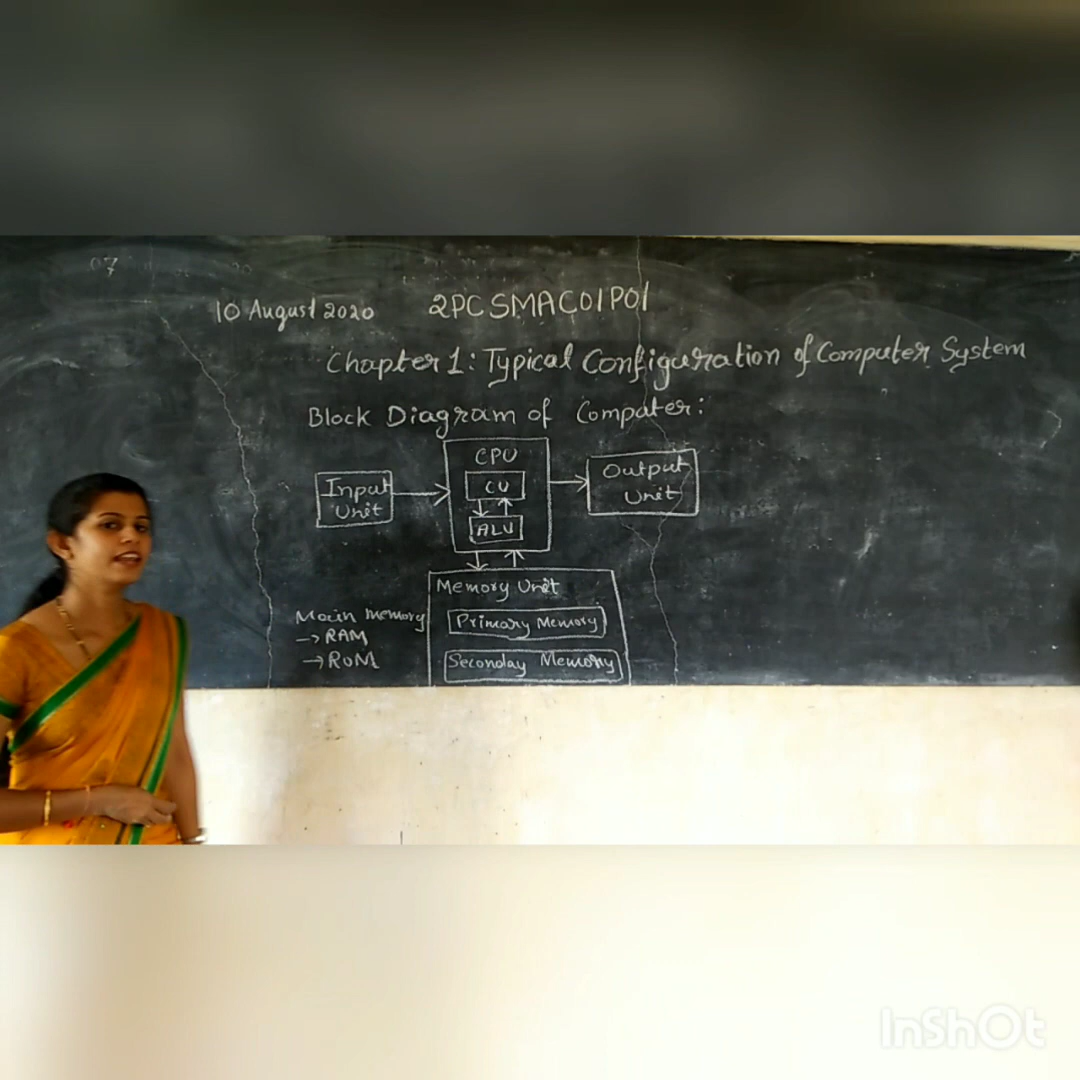 07
10 August 2020 2PCSMAC01P01
Chapter 1: Typical Configuration of Computer System
Block Diagram of Computer:
CPU
Input
Unit
CU
ALU
Output
Unit
Memory Unit
Main memory
→ RAM
→ ROM
Primary Memory
Seconday Memory
InShOt